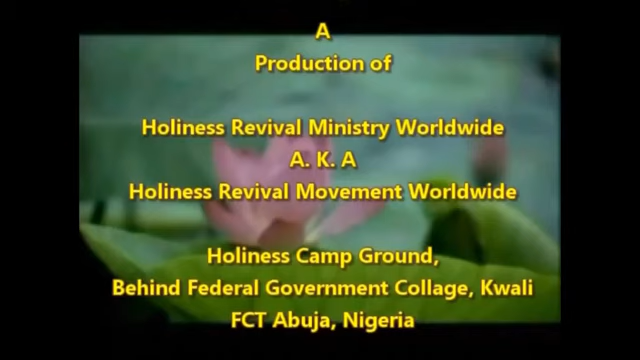 A
Production of
Holiness Revival Ministry Worldwide
A. K. A
Holiness Revival Movement Worldwide
Holiness Camp Ground,
Behind Federal Government Collage, Kwali
FCT Abuja, Nigeria